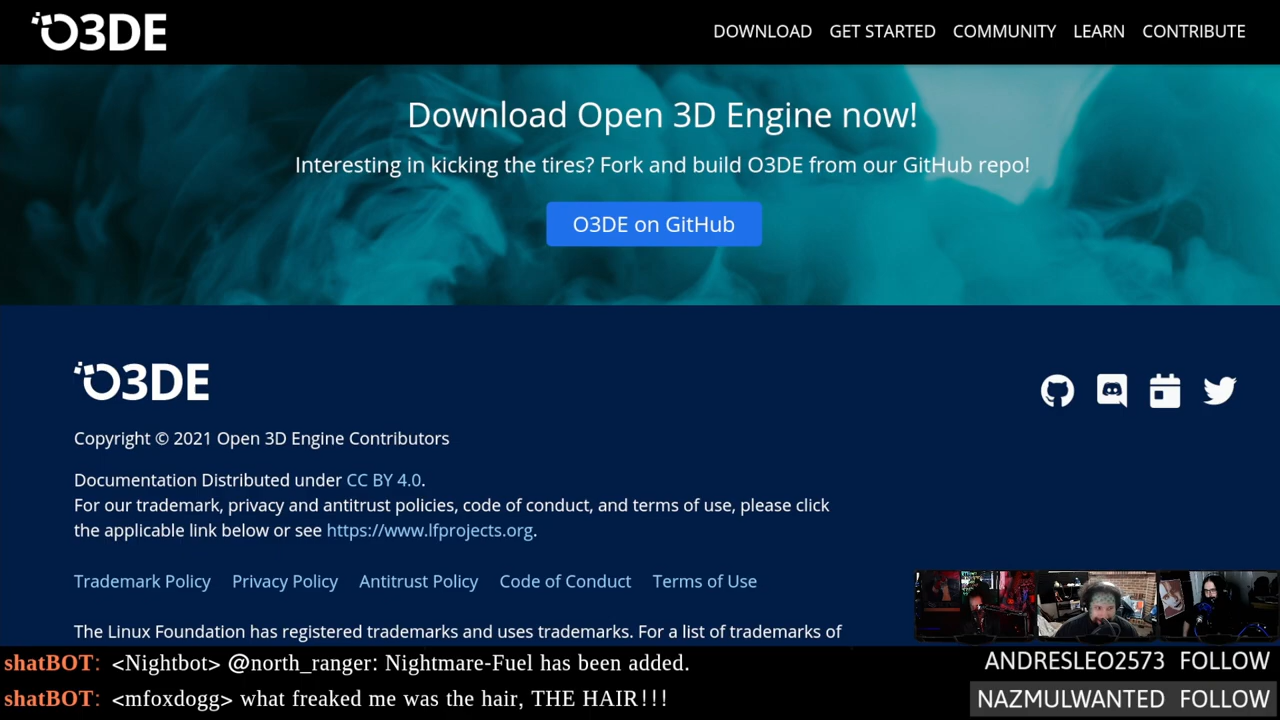 O3DE
DOWNLOAD GET STARTED COMMUNITY LEARN CONTRIBUTE
Download Open 3D Engine now!
Interesting in kicking the tires? Fork and build O3DE from our GitHub repo!
O3DE on GitHub
O3DE
Copyright © 2021 Open 3D Engine Contributors
Documentation Distributed under CC BY 4.0.
For our trademark, privacy and antitrust policies, code of conduct, and terms of use, please click
the applicable link below or see https://www.lfprojects.org.
Trademark Policy Privacy Policy Antitrust Policy Code of Conduct Terms of Use
The Linux Foundation has registered trademarks and uses trademarks. For a list of trademarks of
shatBOT: <Nightbot> @north_ranger: Nightmare-Fuel has been added.
shatBOT: <mfoxdogg> what freaked me was the hair, THE HAIR!!!
ANDRESLEO2573 FOLLOW
NAZMULWANTED FOLLOW